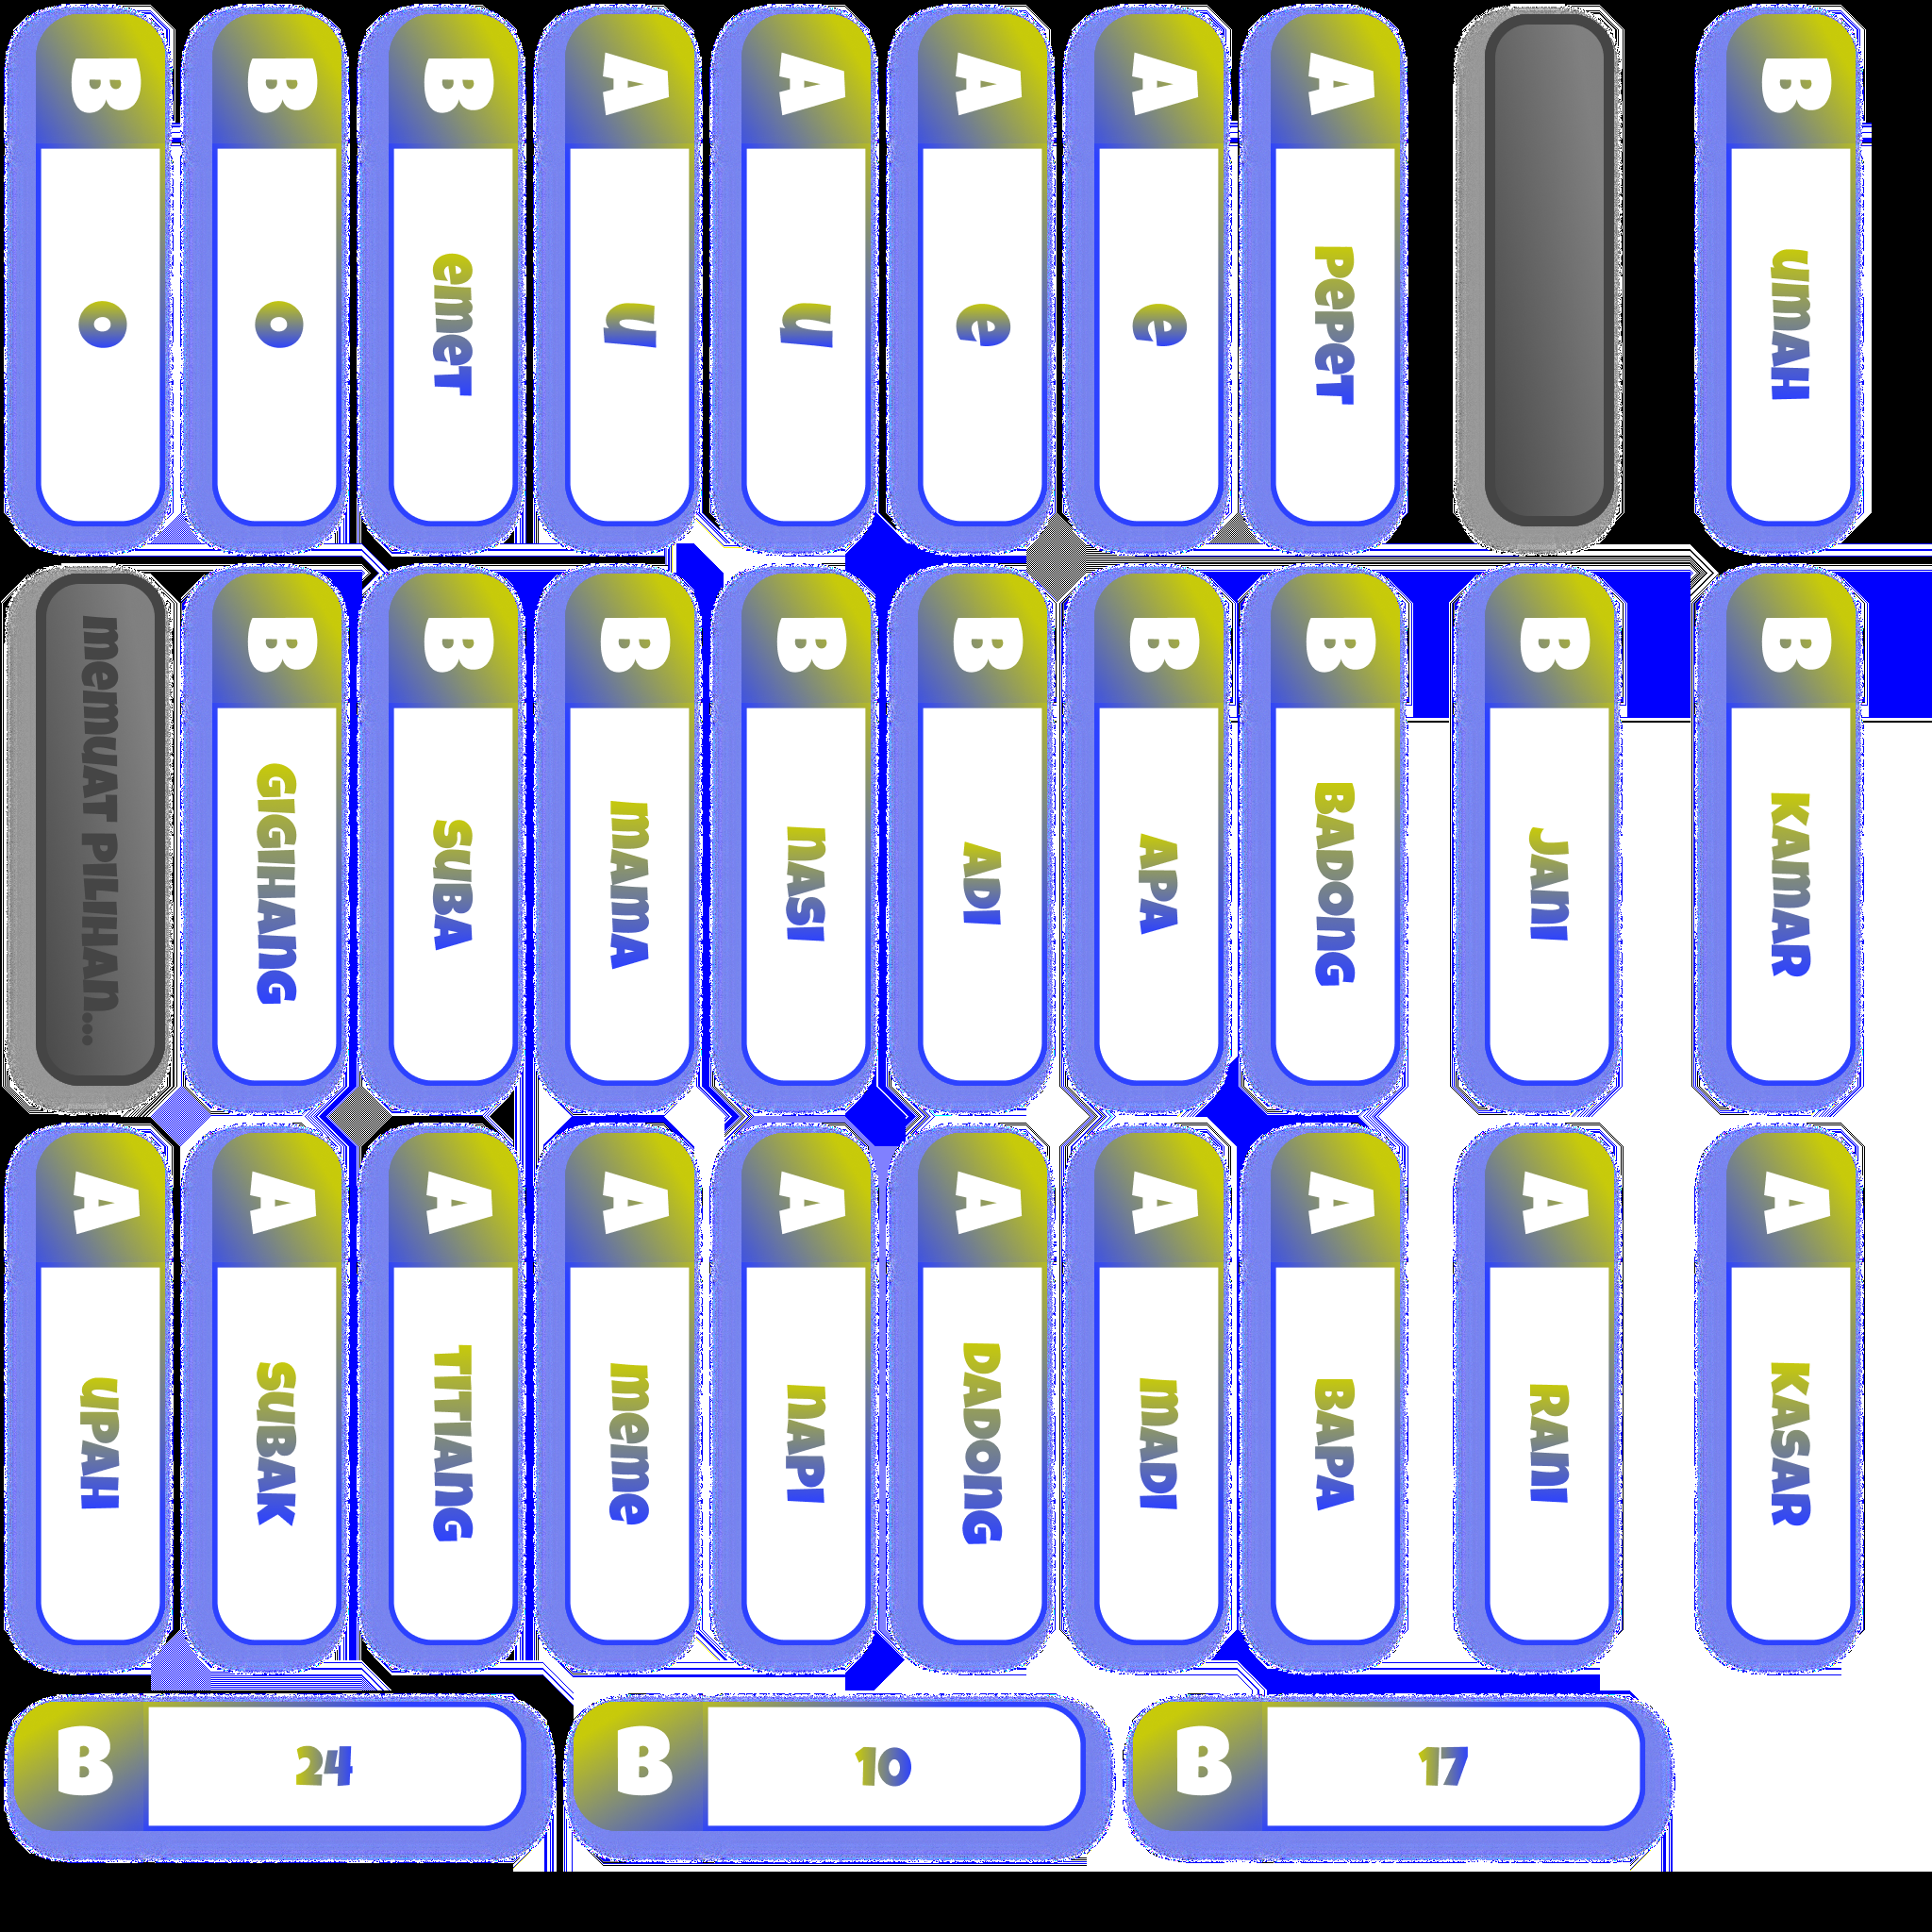 B o
B o
B emet
A u
A u
A e
A e
A pepet
B umah
memuat pilihan...
B gigihang
B suba
B mama
B nasi
B adi
B apa
B badong
B jani
B kamar
A upah
A subak
A titiang
A meme
A napi
A dadong
A madi
A bapa
A rani
A kasar
B 24
B 10
B 17